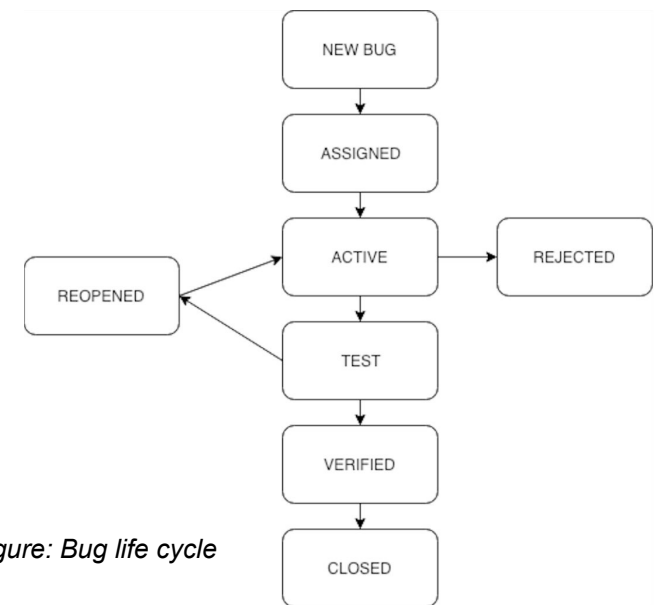 NEW BUG
ASSIGNED
ACTIVE
REJECTED
REOPENED
TEST
VERIFIED
gure: Bug life cycle
CLOSED